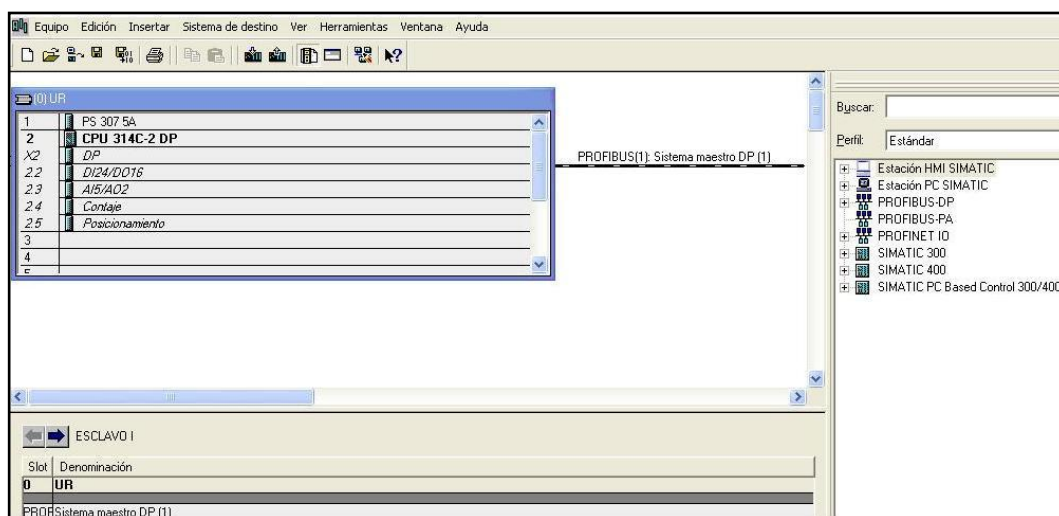 Equipo Edición Insertar Sistema de destino Ver Herramientas Ventana Ayuda
(0) UR
1 PS 307 5A
2 CPU 314C-2 DP
X2 DP
2.2 DI24/DO16
2.3 AI5/AO2
2.4 Contaje
2.5 Posicionamiento
3
4
PROFIBUS(1): Sistema maestro DP (1)
Buscar:
Perfil: Estándar
Estación HMI SIMATIC
Estación PC SIMATIC
PROFIBUS-DP
PROFIBUS-PA
PROFINET IO
SIMATIC 300
SIMATIC 400
SIMATIC PC Based Control 300/400
ESCLAVO I
Slot Denominación
0 UR
PROF Sistema maestro DP (1)